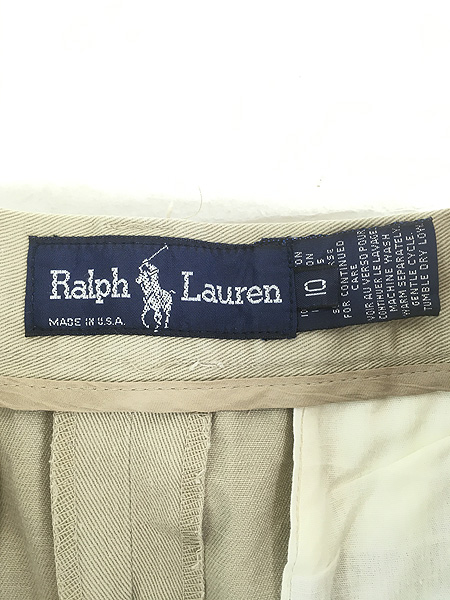 Ralph Lauren
MADE IN U.S.A.
10
FOR CONTINUED
CARE
VOIR AU VERSO POUR
CONTINUER LE LAVAGE
MACHINE WASH
WARM SEPARATELY.
GENTLE CYCLE.
TUMBLE DRY LOW.